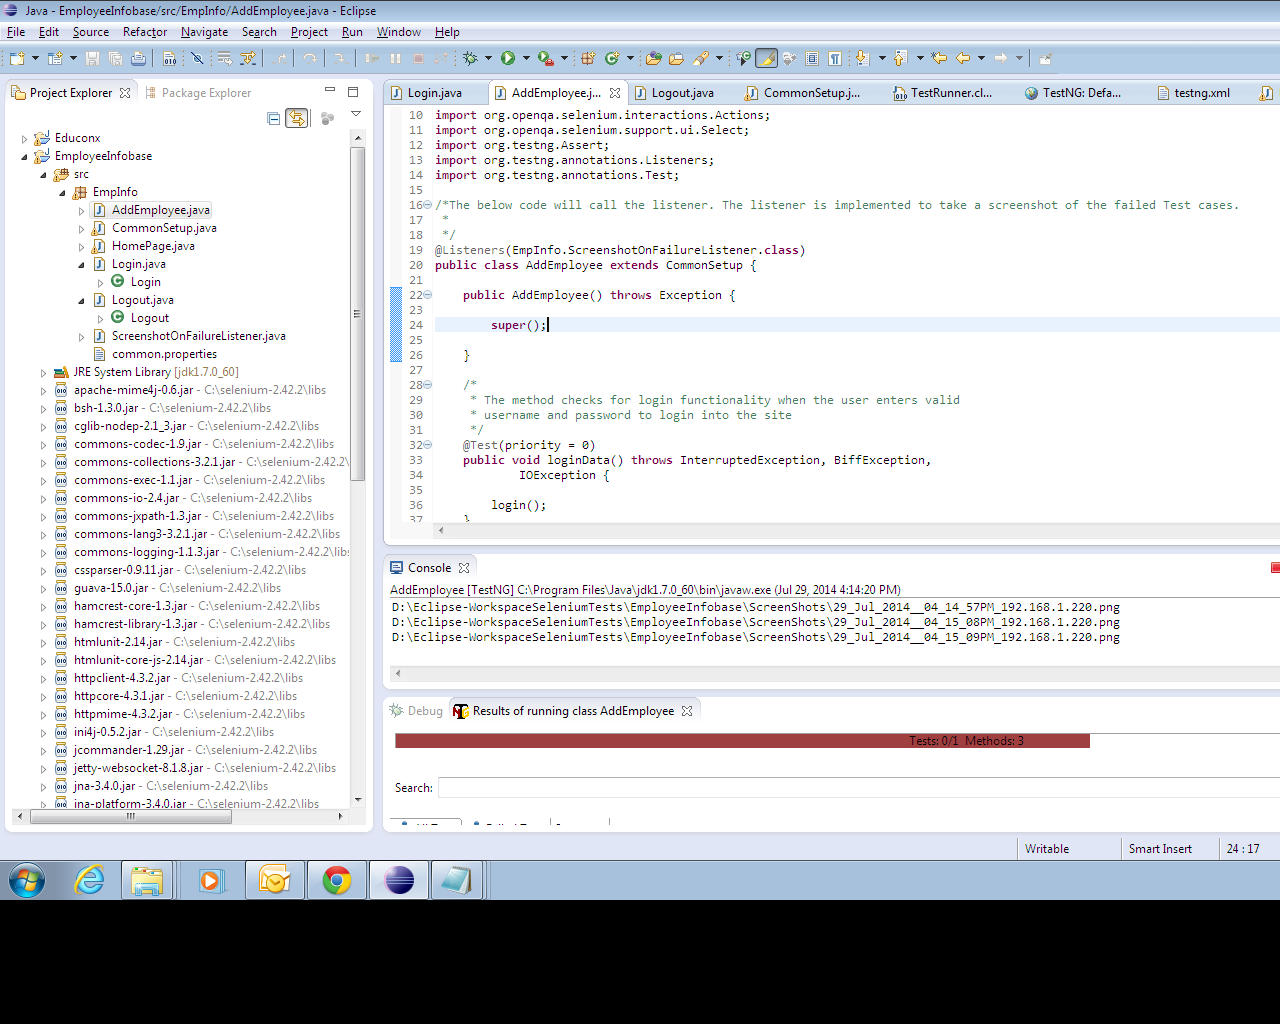 Java - EmployeeInfobase/src/EmpInfo/AddEmployee.java - Eclipse
File Edit Source Refactor Navigate Search Project Run Window Help
Project Explorer Package Explorer
Educonx
EmployeeInfobase
src
EmpInfo
AddEmployee.java
CommonSetup.java
HomePage.java
Login.java
Login
Logout.java
Logout
ScreenshotOnFailureListener.java
common.properties
JRE System Library [jdk1.7.0_60]
apache-mime4j-0.6.jar - C:\selenium-2.42.2\libs
bsh-1.3.0.jar - C:\selenium-2.42.2\libs
cglib-nodep-2.1_3.jar - C:\selenium-2.42.2\libs
commons-codec-1.9.jar - C:\selenium-2.42.2\libs
commons-collections-3.2.1.jar - C:\selenium-2.42.2\
commons-exec-1.1.jar - C:\selenium-2.42.2\libs
commons-io-2.4.jar - C:\selenium-2.42.2\libs
commons-jxpath-1.3.jar - C:\selenium-2.42.2\libs
commons-lang3-3.2.1.jar - C:\selenium-2.42.2\libs
commons-logging-1.1.3.jar - C:\selenium-2.42.2\lib
cssparser-0.9.11.jar - C:\selenium-2.42.2\libs
guava-15.0.jar - C:\selenium-2.42.2\libs
hamcrest-core-1.3.jar - C:\selenium-2.42.2\libs
hamcrest-library-1.3.jar - C:\selenium-2.42.2\libs
htmlunit-2.14.jar - C:\selenium-2.42.2\libs
htmlunit-core-js-2.14.jar - C:\selenium-2.42.2\libs
httpclient-4.3.2.jar - C:\selenium-2.42.2\libs
httpcore-4.3.1.jar - C:\selenium-2.42.2\libs
httpmime-4.3.2.jar - C:\selenium-2.42.2\libs
ini4j-0.5.2.jar - C:\selenium-2.42.2\libs
jcommander-1.29.jar - C:\selenium-2.42.2\libs
jetty-websocket-8.1.8.jar - C:\selenium-2.42.2\libs
jna-3.4.0.jar - C:\selenium-2.42.2\libs
jna-platform-3.4.0.jar - C:\selenium-2.42.2\libs
Login.java AddEmployee.j... Logout.java CommonSetup.j... TestRunner.cl... TestNG: Defa... testng.xml
10 import org.openqa.selenium.interactions.Actions;
11 import org.openqa.selenium.support.ui.Select;
12 import org.testng.Assert;
13 import org.testng.annotations.Listeners;
14 import org.testng.annotations.Test;
15
16 /*The below code will call the listener. The listener is implemented to take a screenshot of the failed Test cases.
17 *
18 */
19 @Listeners(EmpInfo.ScreenshotOnFailureListener.class)
20 public class AddEmployee extends CommonSetup {
21
22 public AddEmployee() throws Exception {
23
24 super();
25
26 }
27
28 /*
29 * The method checks for login functionality when the user enters valid
30 * username and password to login into the site
31 */
32 @Test(priority = 0)
33 public void loginData() throws InterruptedException, BiffException,
34 IOException {
35
36 login();
37 }
Console
AddEmployee [TestNG] C:\Program Files\Java\jdk1.7.0_60\bin\javaw.exe (Jul 29, 2014 4:14:20 PM)
D:\Eclipse-WorkspaceSeleniumTests\EmployeeInfobase\ScreenShots\29_Jul_2014__04_14_57PM_192.168.1.220.png
D:\Eclipse-WorkspaceSeleniumTests\EmployeeInfobase\ScreenShots\29_Jul_2014__04_15_08PM_192.168.1.220.png
D:\Eclipse-WorkspaceSeleniumTests\EmployeeInfobase\ScreenShots\29_Jul_2014__04_15_09PM_192.168.1.220.png
Debug Results of running class AddEmployee
Tests: 0/1 Methods: 3
Search:
Writable Smart Insert 24 : 17